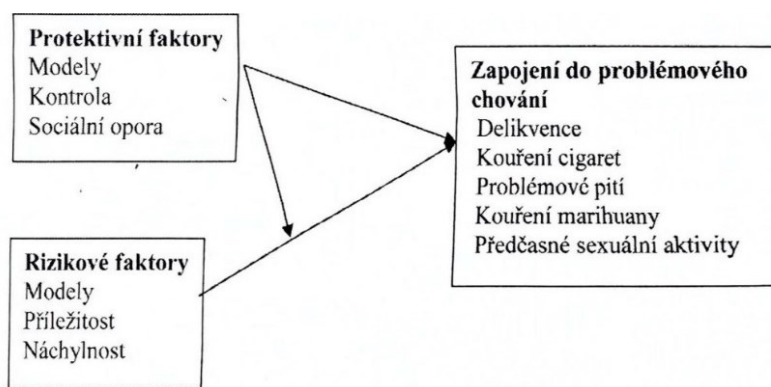 Protektivní faktory
Modely
Kontrola
Sociální opora
Zapojení do problémového
chování
Delikvence
Kouření cigaret
Problémové pití
Kouření marihuany
Předčasné sexuální aktivity
Rizikové faktory
Modely
Příležitost
Náchylnost